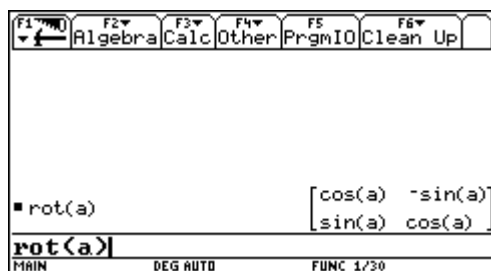 F1 F2 F3 F4 F5 F6
Algebra Calc Other PrgmIO Clean Up
rot(a) [cos(a) -sin(a)
sin(a) cos(a)]
rot(a)
MAIN DEG AUTO FUNC 1/30